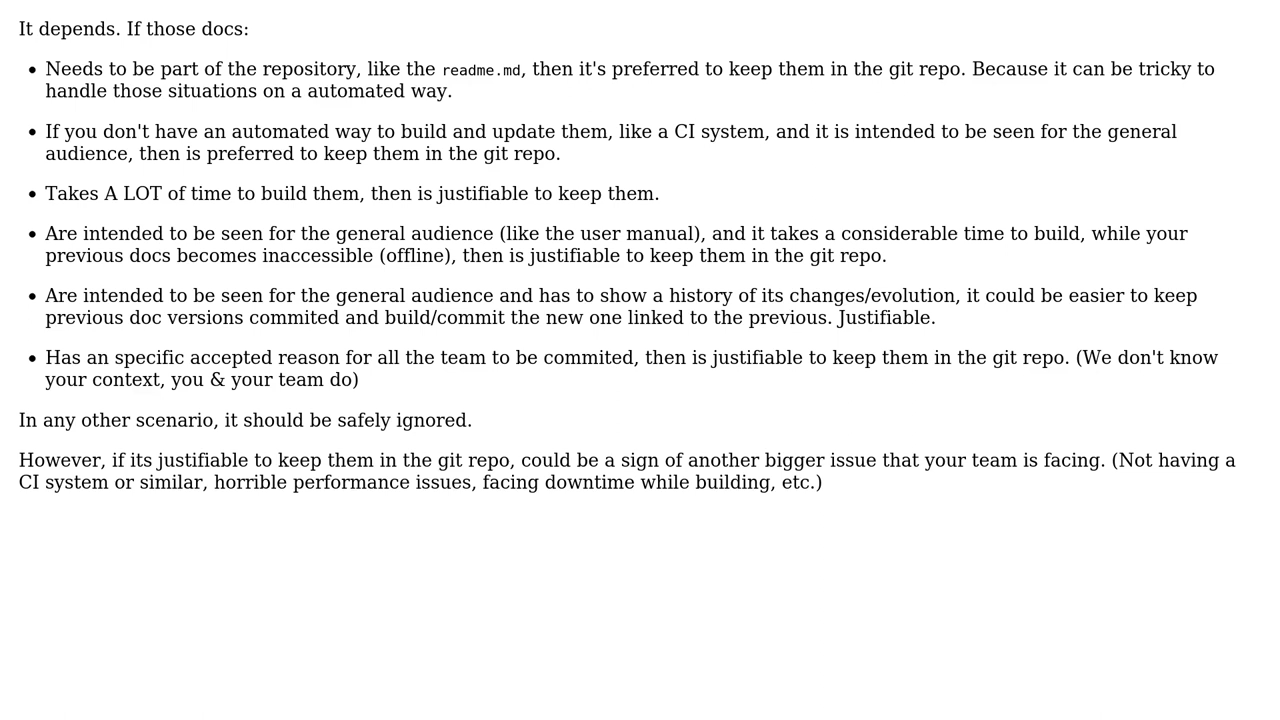 It depends. If those docs:
• Needs to be part of the repository, like the readme.md, then it's preferred to keep them in the git repo. Because it can be tricky to
handle those situations on a automated way.
• If you don't have an automated way to build and update them, like a CI system, and it is intended to be seen for the general
audience, then is preferred to keep them in the git repo.
• Takes A LOT of time to build them, then is justifiable to keep them.
• Are intended to be seen for the general audience (like the user manual), and it takes a considerable time to build, while your
previous docs becomes inaccessible (offline), then is justifiable to keep them in the git repo.
• Are intended to be seen for the general audience and has to show a history of its changes/evolution, it could be easier to keep
previous doc versions commited and build/commit the new one linked to the previous. Justifiable.
• Has an specific accepted reason for all the team to be commited, then is justifiable to keep them in the git repo. (We don't know
your context, you & your team do)
In any other scenario, it should be safely ignored.
However, if its justifiable to keep them in the git repo, could be a sign of another bigger issue that your team is facing. (Not having a
CI system or similar, horrible performance issues, facing downtime while building, etc.)